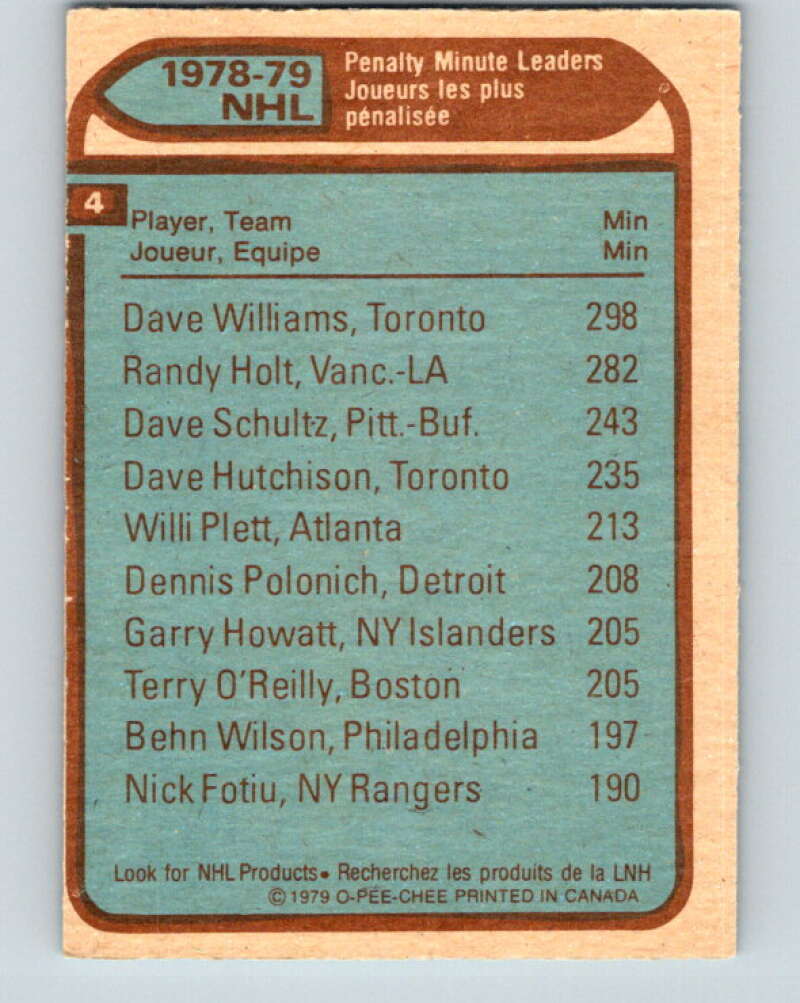 1978-79
NHL
Penalty Minute Leaders
Joueurs les plus
pénalisée
4
Player, Team Min
Joueur, Equipe Min
Dave Williams, Toronto 298
Randy Holt, Vanc.-LA 282
Dave Schultz, Pitt.-Buf. 243
Dave Hutchison, Toronto 235
Willi Plett, Atlanta 213
Dennis Polonich, Detroit 208
Garry Howatt, NY Islanders 205
Terry O'Reilly, Boston 205
Behn Wilson, Philadelphia 197
Nick Fotiu, NY Rangers 190
Look for NHL Products• Recherchez les produits de la LNH
© 1979 O-PEE-CHEE PRINTED IN CANADA